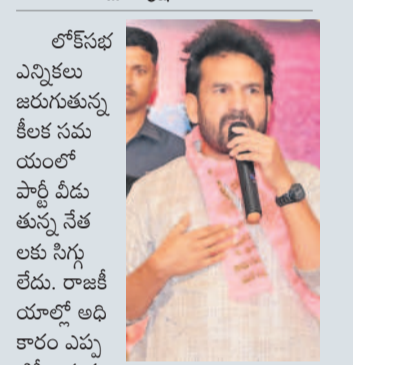 లోక్‌సభ
ఎన్నికలు
జరుగుతున్న
కీలక సమ
యంలో
పార్టీ వీడు
తున్న నేత
లకు సిగ్గు
లేదు. రాజకీ
యాల్లో అధి
కారం ఎప్ప